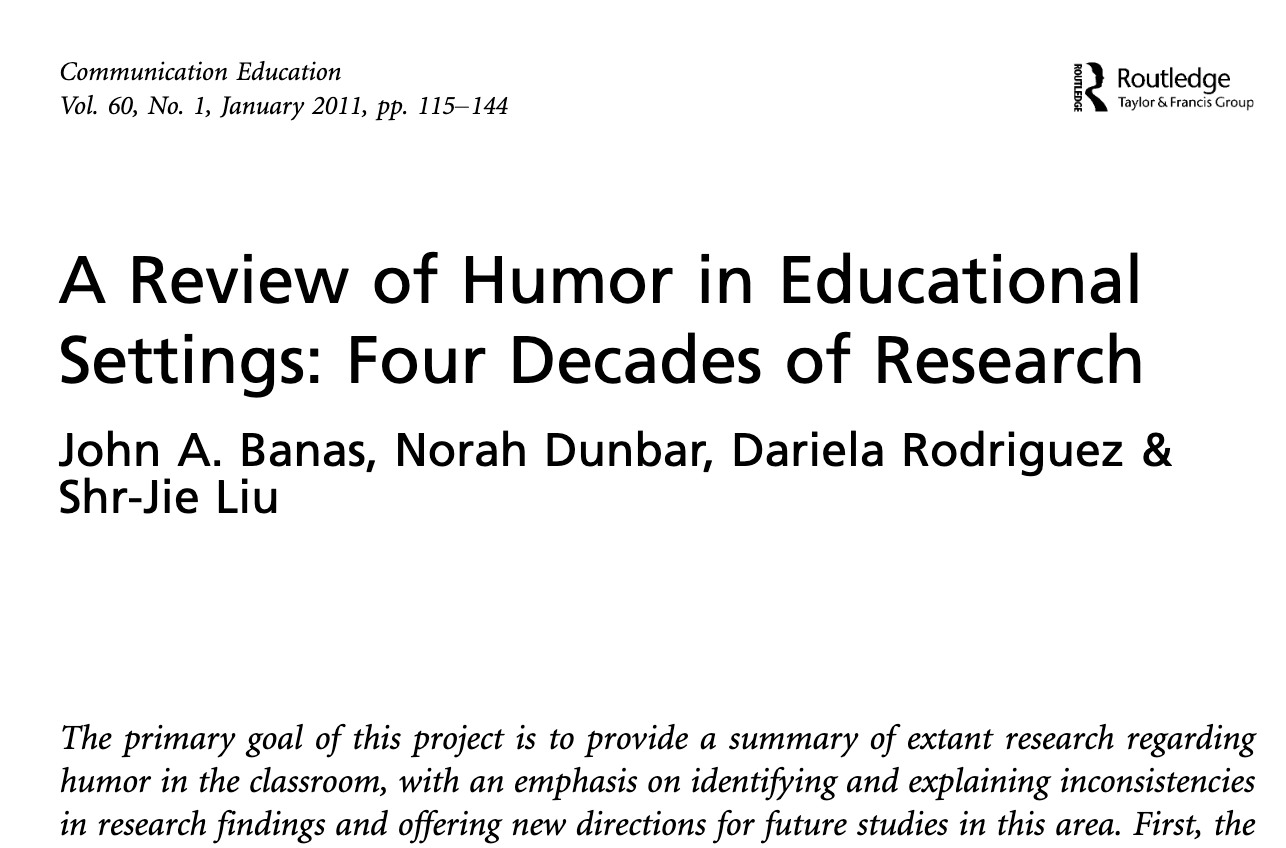 Communication Education
Vol. 60, No. 1, January 2011, pp. 115–144
ROUTLEDGE
Routledge
Taylor & Francis Group
A Review of Humor in Educational
Settings: Four Decades of Research
John A. Banas, Norah Dunbar, Dariela Rodriguez &
Shr-Jie Liu
The primary goal of this project is to provide a summary of extant research regarding
humor in the classroom, with an emphasis on identifying and explaining inconsistencies
in research findings and offering new directions for future studies in this area. First, the